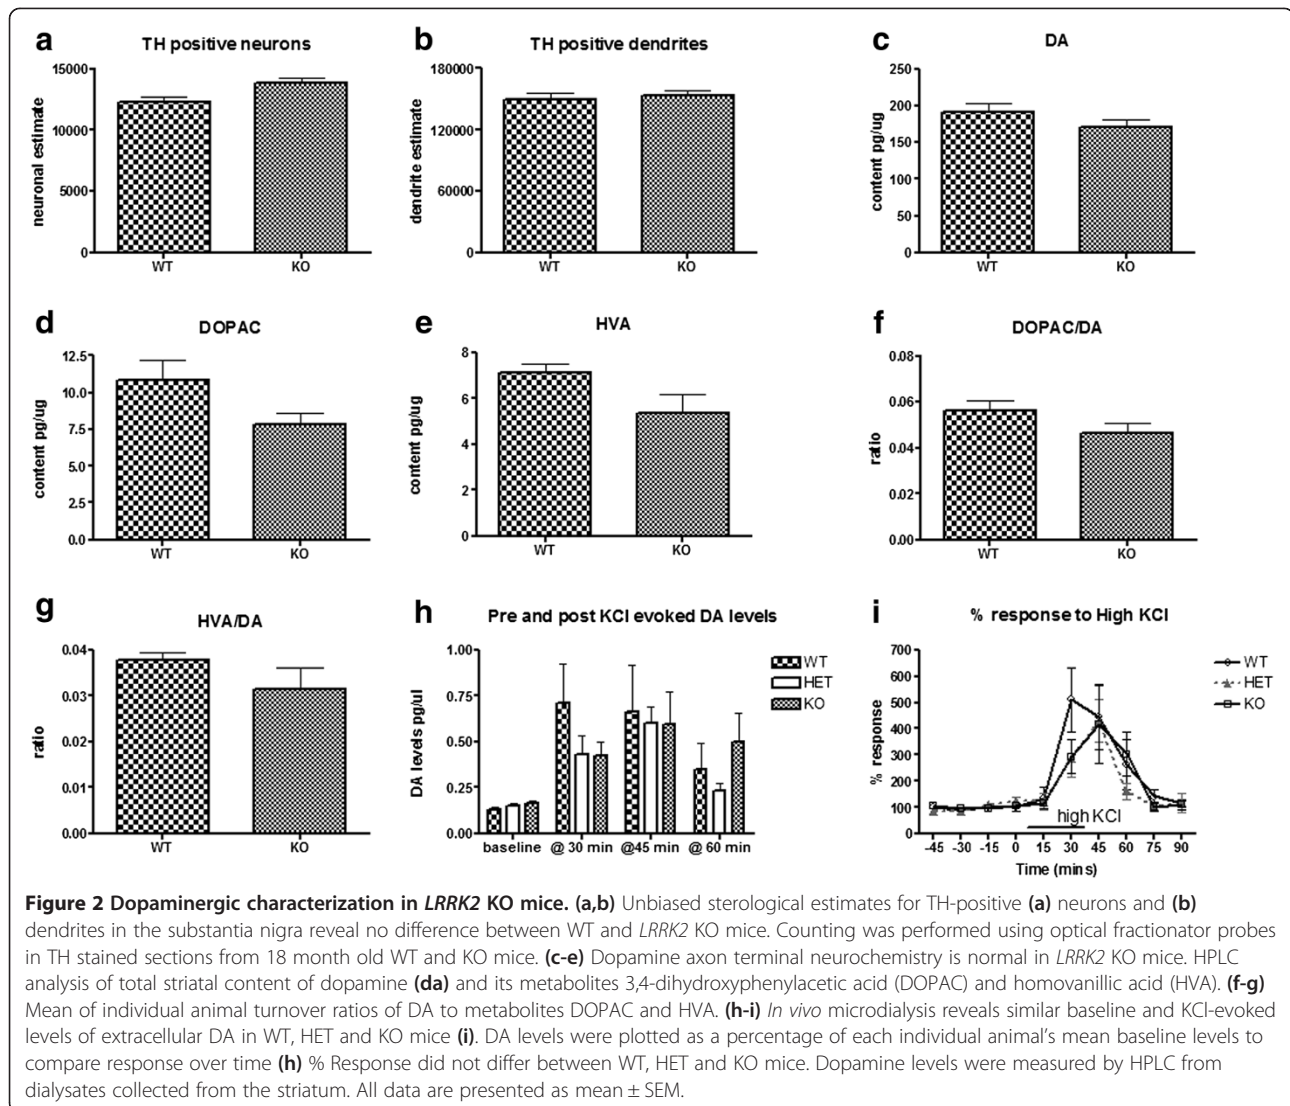 a
TH positive neurons
neuronal estimate
15000
10000
5000
0
WT KO
b
TH positive dendrites
dendrite estimate
180000
120000
60000
0
WT KO
c
DA
content pg/ug
250
200
150
100
50
0
WT KO
d
DOPAC
content pg/ug
12.5
10.0
7.5
5.0
2.5
0.0
WT KO
e
HVA
content pg/ug
8
6
4
2
0
WT KO
f
DOPAC/DA
ratio
0.08
0.06
0.04
0.02
0.00
WT KO
g
HVA/DA
ratio
0.04
0.03
0.02
0.01
0.00
WT KO
h
Pre and post KCl evoked DA levels
DA levels pg/ul
1.00
0.75
0.50
0.25
0.00
baseline @ 30 min @45 min @ 60 min
WT
HET
KO
i
% response to High KCl
% response
700
600
500
400
300
200
100
0
high KCl
-45 -30 -15 0 15 30 45 60 75 90
Time (mins)
WT
HET
KO
Figure 2 Dopaminergic characterization in LRRK2 KO mice. (a,b) Unbiased sterological estimates for TH-positive (a) neurons and (b)
dendrites in the substantia nigra reveal no difference between WT and LRRK2 KO mice. Counting was performed using optical fractionator probes
in TH stained sections from 18 month old WT and KO mice. (c-e) Dopamine axon terminal neurochemistry is normal in LRRK2 KO mice. HPLC
analysis of total striatal content of dopamine (da) and its metabolites 3,4-dihydroxyphenylacetic acid (DOPAC) and homovanillic acid (HVA). (f-g)
Mean of individual animal turnover ratios of DA to metabolites DOPAC and HVA. (h-i) In vivo microdialysis reveals similar baseline and KCl-evoked
levels of extracellular DA in WT, HET and KO mice (i). DA levels were plotted as a percentage of each individual animal's mean baseline levels to
compare response over time (h) % Response did not differ between WT, HET and KO mice. Dopamine levels were measured by HPLC from
dialysates collected from the striatum. All data are presented as mean ± SEM.